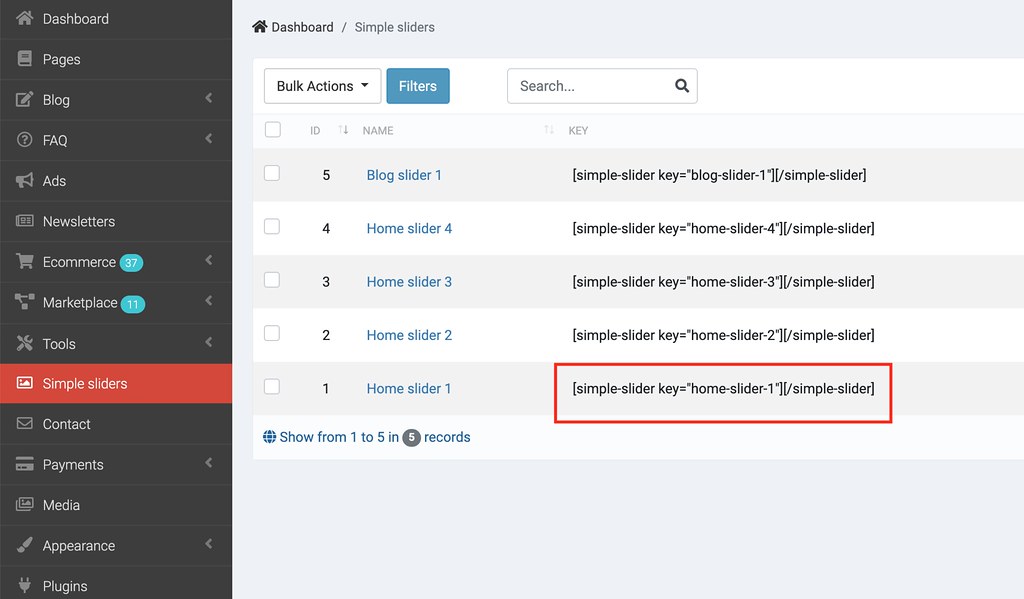 Dashboard
Pages
Blog
FAQ
Ads
Newsletters
Ecommerce 37
Marketplace 11
Tools
Simple sliders
Contact
Payments
Media
Appearance
Plugins
Dashboard / Simple sliders
Bulk Actions Filters Search...
ID NAME KEY
5 Blog slider 1 [simple-slider key="blog-slider-1"][/simple-slider]
4 Home slider 4 [simple-slider key="home-slider-4"][/simple-slider]
3 Home slider 3 [simple-slider key="home-slider-3"][/simple-slider]
2 Home slider 2 [simple-slider key="home-slider-2"][/simple-slider]
1 Home slider 1 [simple-slider key="home-slider-1"][/simple-slider]
Show from 1 to 5 in 5 records